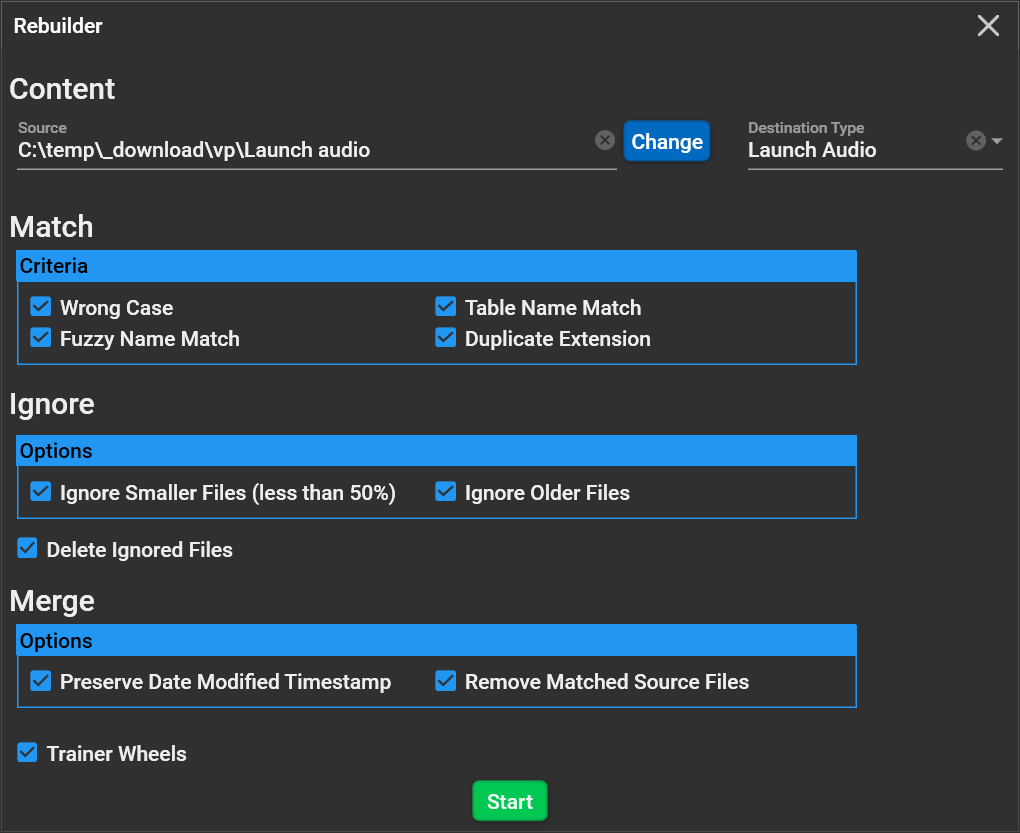 Rebuilder
Content
Source
C:\temp\_download\vp\Launch audio
Change
Destination Type
Launch Audio
Match
Criteria
Wrong Case
Table Name Match
Fuzzy Name Match
Duplicate Extension
Ignore
Options
Ignore Smaller Files (less than 50%)
Ignore Older Files
Delete Ignored Files
Merge
Options
Preserve Date Modified Timestamp
Remove Matched Source Files
Trainer Wheels
Start